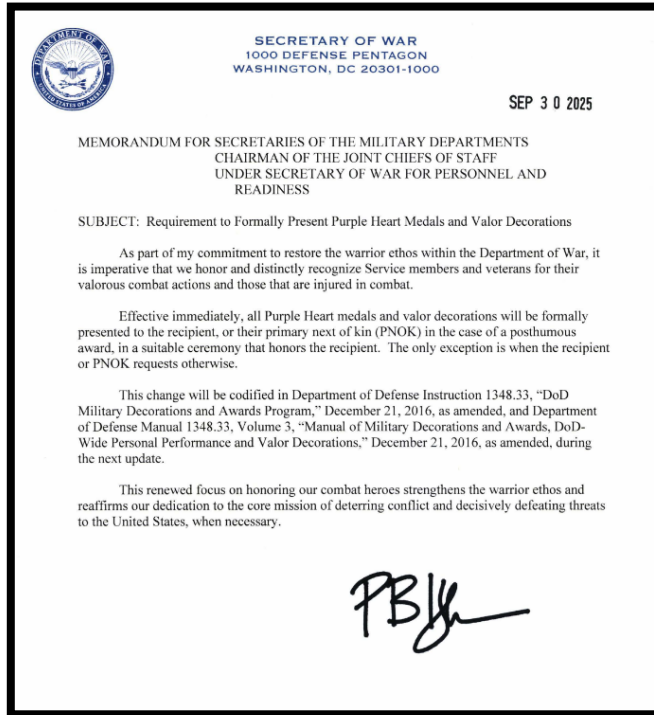 DEPARTMENT OF WAR
UNITED STATES OF AMERICA
SECRETARY OF WAR
1000 DEFENSE PENTAGON
WASHINGTON, DC 20301-1000
SEP 30 2025
MEMORANDUM FOR SECRETARIES OF THE MILITARY DEPARTMENTS
CHAIRMAN OF THE JOINT CHIEFS OF STAFF
UNDER SECRETARY OF WAR FOR PERSONNEL AND
READINESS
SUBJECT: Requirement to Formally Present Purple Heart Medals and Valor Decorations
As part of my commitment to restore the warrior ethos within the Department of War, it
is imperative that we honor and distinctly recognize Service members and veterans for their
valorous combat actions and those that are injured in combat.
Effective immediately, all Purple Heart medals and valor decorations will be formally
presented to the recipient, or their primary next of kin (PNOK) in the case of a posthumous
award, in a suitable ceremony that honors the recipient. The only exception is when the recipient
or PNOK requests otherwise.
This change will be codified in Department of Defense Instruction 1348.33, “DoD
Military Decorations and Awards Program,” December 21, 2016, as amended, and Department
of Defense Manual 1348.33, Volume 3, “Manual of Military Decorations and Awards, DoD-
Wide Personal Performance and Valor Decorations,” December 21, 2016, as amended, during
the next update.
This renewed focus on honoring our combat heroes strengthens the warrior ethos and
reaffirms our dedication to the core mission of deterring conflict and decisively defeating threats
to the United States, when necessary.